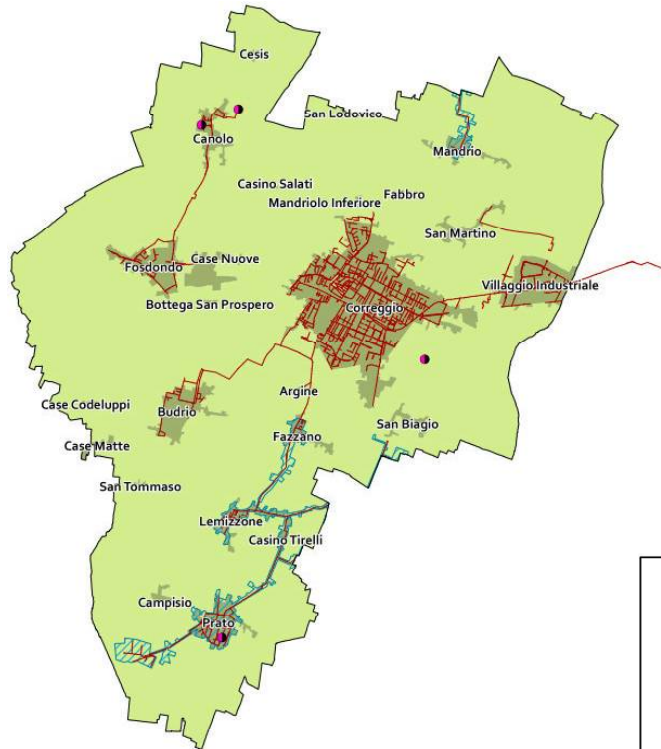 Cesis
San Lodovico
Canolo
Mandrio
Casino Salati
Fabbro
Mandriolo Inferiore
San Martino
Case Nuove
Fosdondo
Villaggio Industriale
Bottega San Prospero
Correggio
Argine
Case Codeluppi
Budrio
San Biagio
Fazzano
Case Matte
San Tommaso
Lemizzone
Casino Tirelli
Campisio
Prato